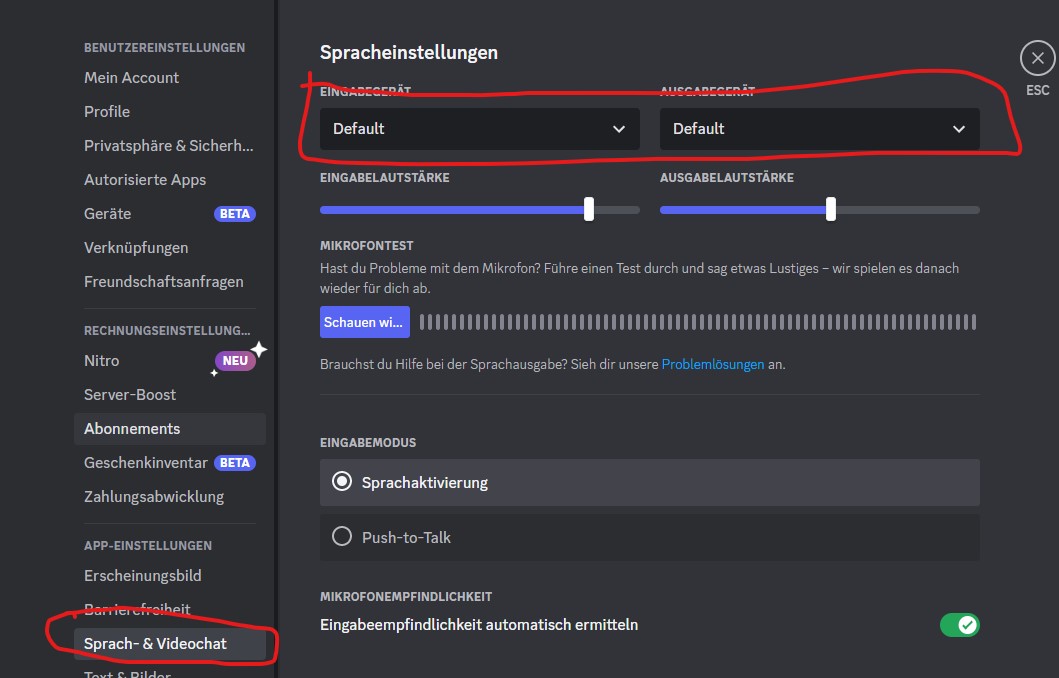 BENUTZEREINSTELLUNGEN
Mein Account
Profile
Privatsphäre & Sicherh...
Autorisierte Apps
Geräte BETA
Verknüpfungen
Freundschaftsanfragen
RECHNUNGSEINSTELLUNG...
Nitro NEU
Server-Boost
Abonnements
Geschenkinventar BETA
Zahlungsabwicklung
APP-EINSTELLUNGEN
Erscheinungsbild
Barrierefreiheit
Sprach- & Videochat
Text & Bilder
Spracheinstellungen
ESC
EINGABEGERÄT AUSGABEGERÄT
Default Default
EINGABELAUTSTÄRKE AUSGABELAUTSTÄRKE
MIKROFONTEST
Hast du Probleme mit dem Mikrofon? Führe einen Test durch und sag etwas Lustiges – wir spielen es danach
wieder für dich ab.
Schauen wi...
Brauchst du Hilfe bei der Sprachausgabe? Sieh dir unsere Problemlösungen an.
EINGABEMODUS
Sprachaktivierung
Push-to-Talk
MIKROFONEMPFINDLICHKEIT
Eingabeempfindlichkeit automatisch ermitteln